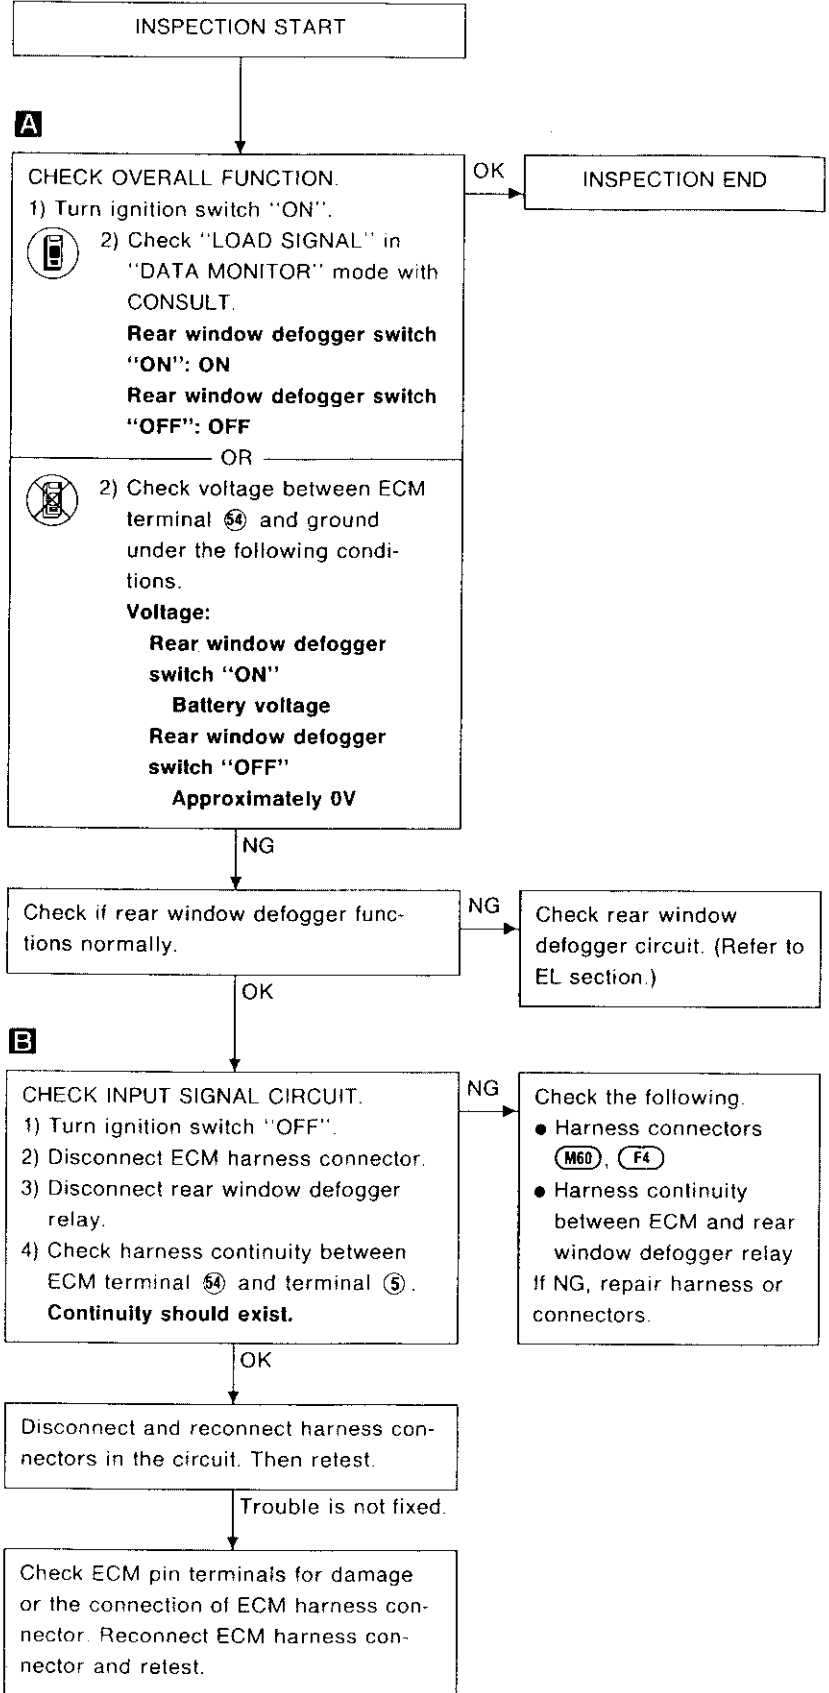 INSPECTION START
A
CHECK OVERALL FUNCTION.
1) Turn ignition switch "ON".
2) Check "LOAD SIGNAL" in
"DATA MONITOR" mode with
CONSULT.
Rear window defogger switch
"ON": ON
Rear window defogger switch
"OFF": OFF
OR
2) Check voltage between ECM
terminal 54 and ground
under the following condi-
tions.
Voltage:
Rear window defogger
switch "ON"
Battery voltage
Rear window defogger
switch "OFF"
Approximately 0V
OK
INSPECTION END
NG
Check if rear window defogger func-
tions normally.
NG
Check rear window
defogger circuit. (Refer to
EL section.)
OK
B
CHECK INPUT SIGNAL CIRCUIT.
1) Turn ignition switch "OFF".
2) Disconnect ECM harness connector.
3) Disconnect rear window defogger
relay.
4) Check harness continuity between
ECM terminal 54 and terminal 5.
Continuity should exist.
NG
Check the following.
● Harness connectors
M60, F4
● Harness continuity
between ECM and rear
window defogger relay
If NG, repair harness or
connectors.
OK
Disconnect and reconnect harness con-
nectors in the circuit. Then retest.
Trouble is not fixed.
Check ECM pin terminals for damage
or the connection of ECM harness con-
nector. Reconnect ECM harness con-
nector and retest.